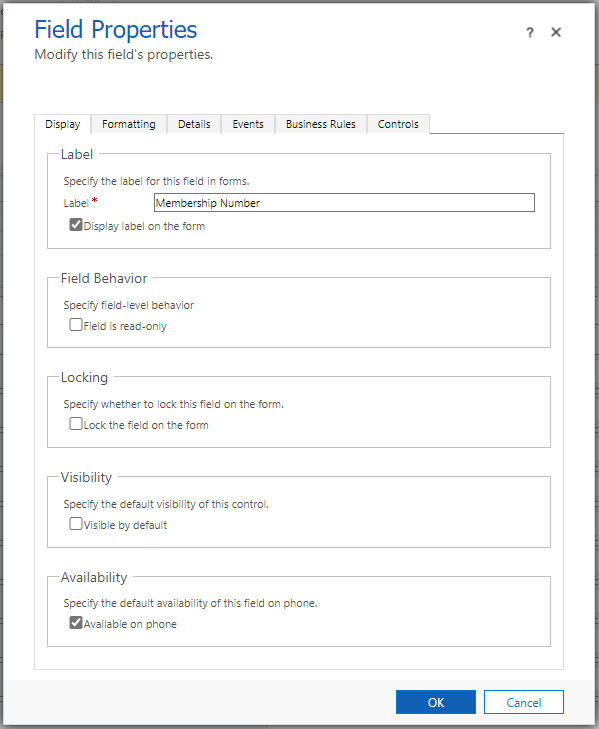 Field Properties
? ×
Modify this field's properties.
Display Formatting Details Events Business Rules Controls
Label
Specify the label for this field in forms.
Label * Membership Number
Display label on the form
Field Behavior
Specify field-level behavior
Field is read-only
Locking
Specify whether to lock this field on the form.
Lock the field on the form
Visibility
Specify the default visibility of this control.
Visible by default
Availability
Specify the default availability of this field on phone.
Available on phone
OK Cancel